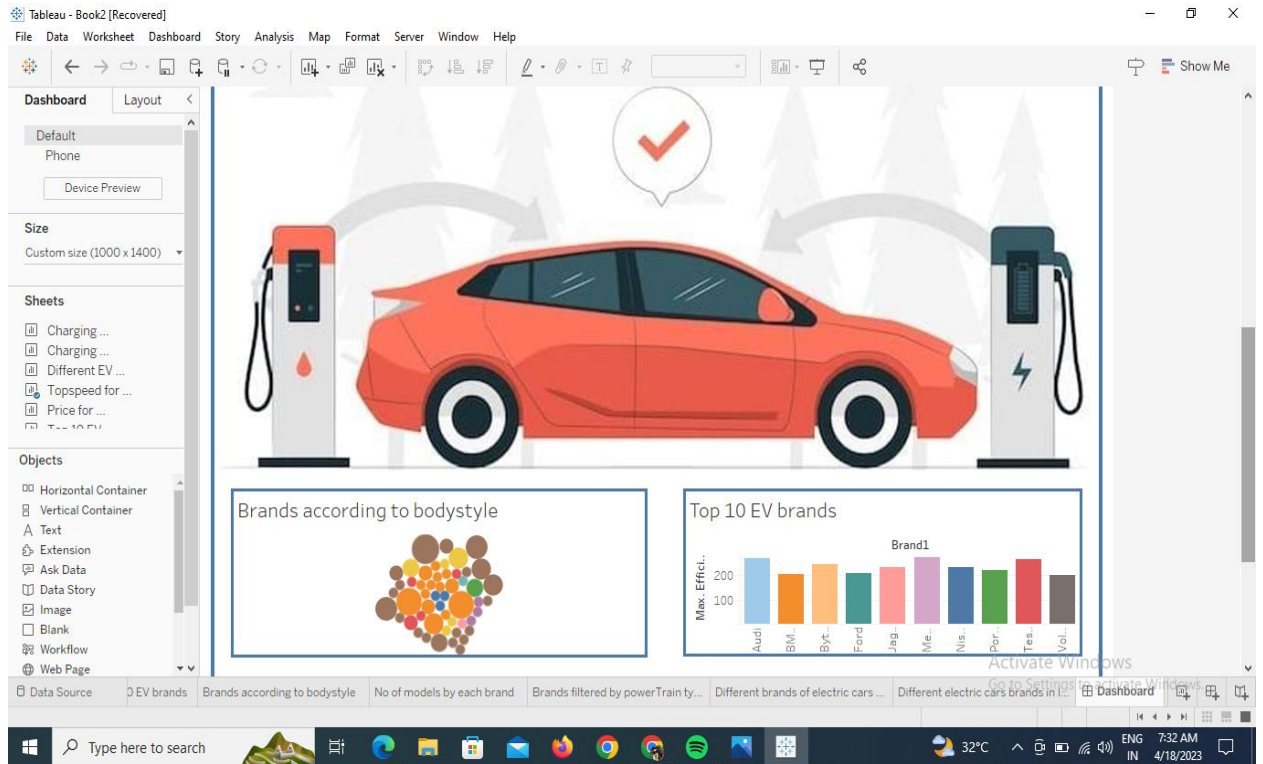 Tableau - Book2 [Recovered]
File Data Worksheet Dashboard Story Analysis Map Format Server Window Help
Show Me
Dashboard Layout
Default
Phone
Device Preview
Size
Custom size (1000 x 1400)
Sheets
Charging ...
Charging ...
Different EV ...
Topspeed for ...
Price for ...
Objects
Horizontal Container
Vertical Container
Text
Extension
Ask Data
Data Story
Image
Blank
Workflow
Web Page
Brands according to bodystyle
Top 10 EV brands
Brand1
Max. Effici..
200
100
Audi
BM..
Byt..
Ford
Jag..
Me..
Nis..
Por..
Tes..
Vol..
Activate Windows
Go to Settings to activate Windows.
Data Source EV brands Brands according to bodystyle No of models by each brand Brands filtered by powerTrain ty... Different brands of electric cars ... Different electric cars brands in I... Dashboard
Type here to search
32°C
ENG
IN
7:32 AM
4/18/2023